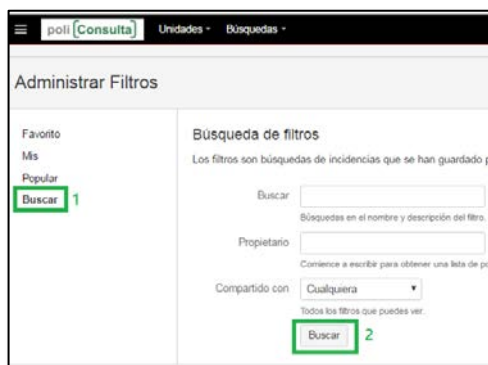 poli[Consulta] Unidades Búsquedas
Administrar Filtros
Favorito
Mis
Popular
Buscar 1
Búsqueda de filtros
Los filtros son búsquedas de incidencias que se han guardado
Buscar
Búsquedas en el nombre y descripción del filtro.
Propietario
Comience a escribir para obtener una lista de
Compartido con Cualquiera
Todos los filtros que puedes ver.
Buscar 2